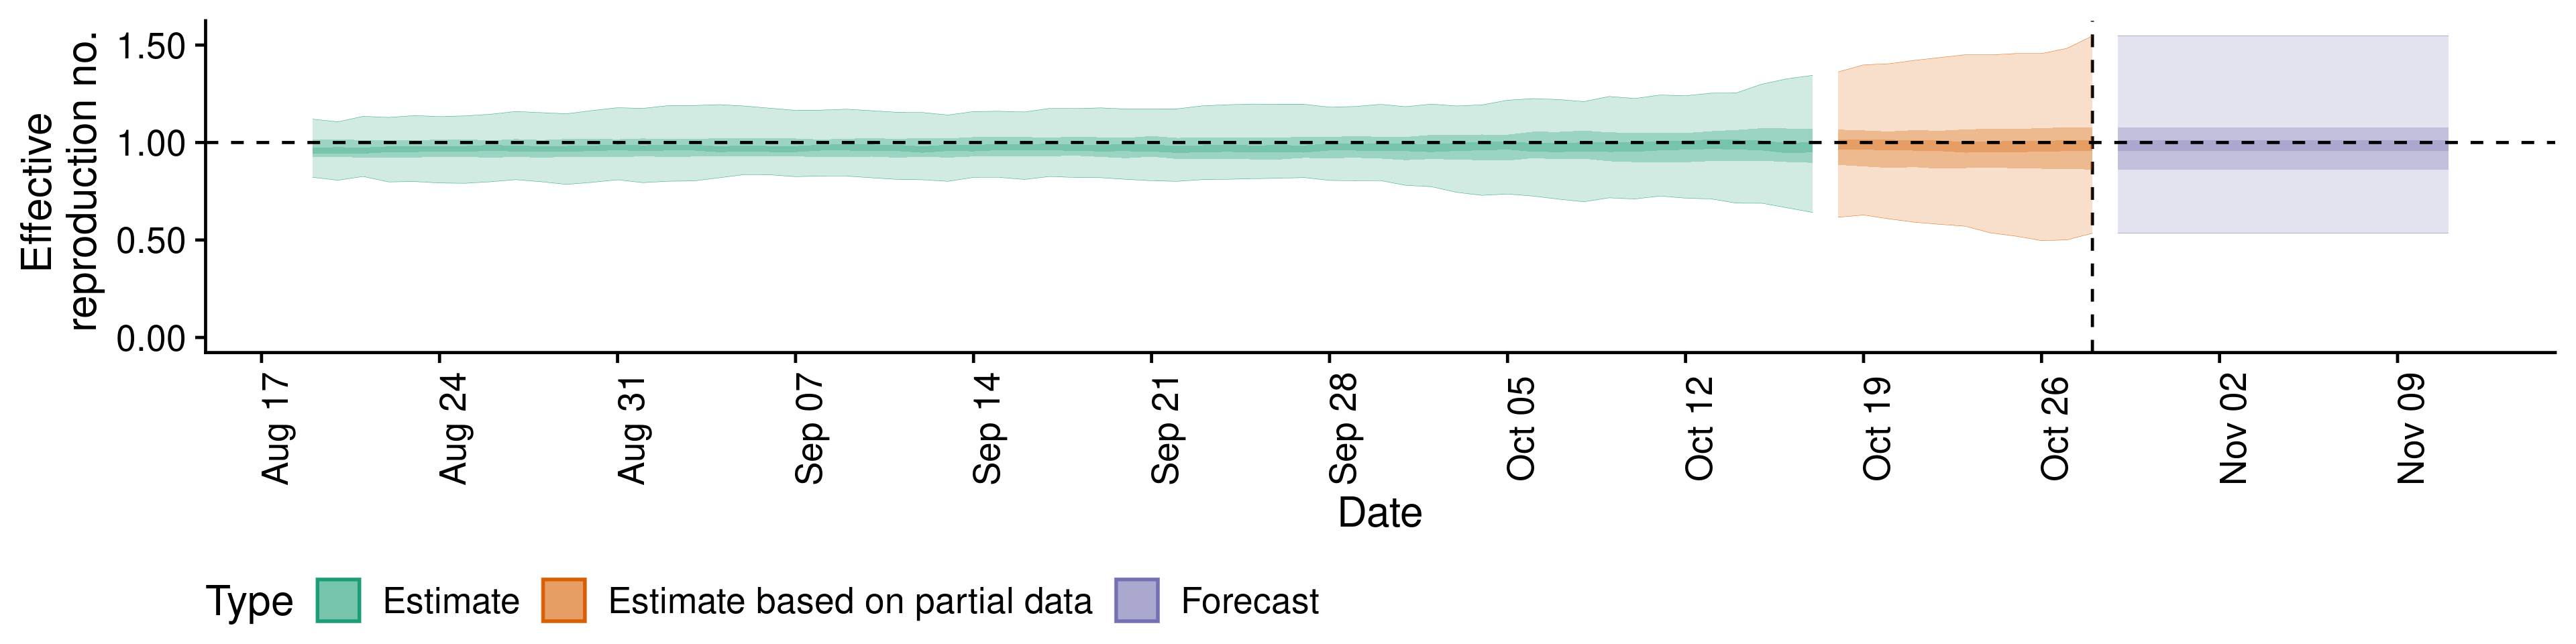 Effective
reproduction no.
1.50
1.00
0.50
0.00
Aug 17
Aug 24
Aug 31
Sep 07
Sep 14
Sep 21
Sep 28
Oct 05
Oct 12
Oct 19
Oct 26
Nov 02
Nov 09
Date
Type Estimate Estimate based on partial data Forecast